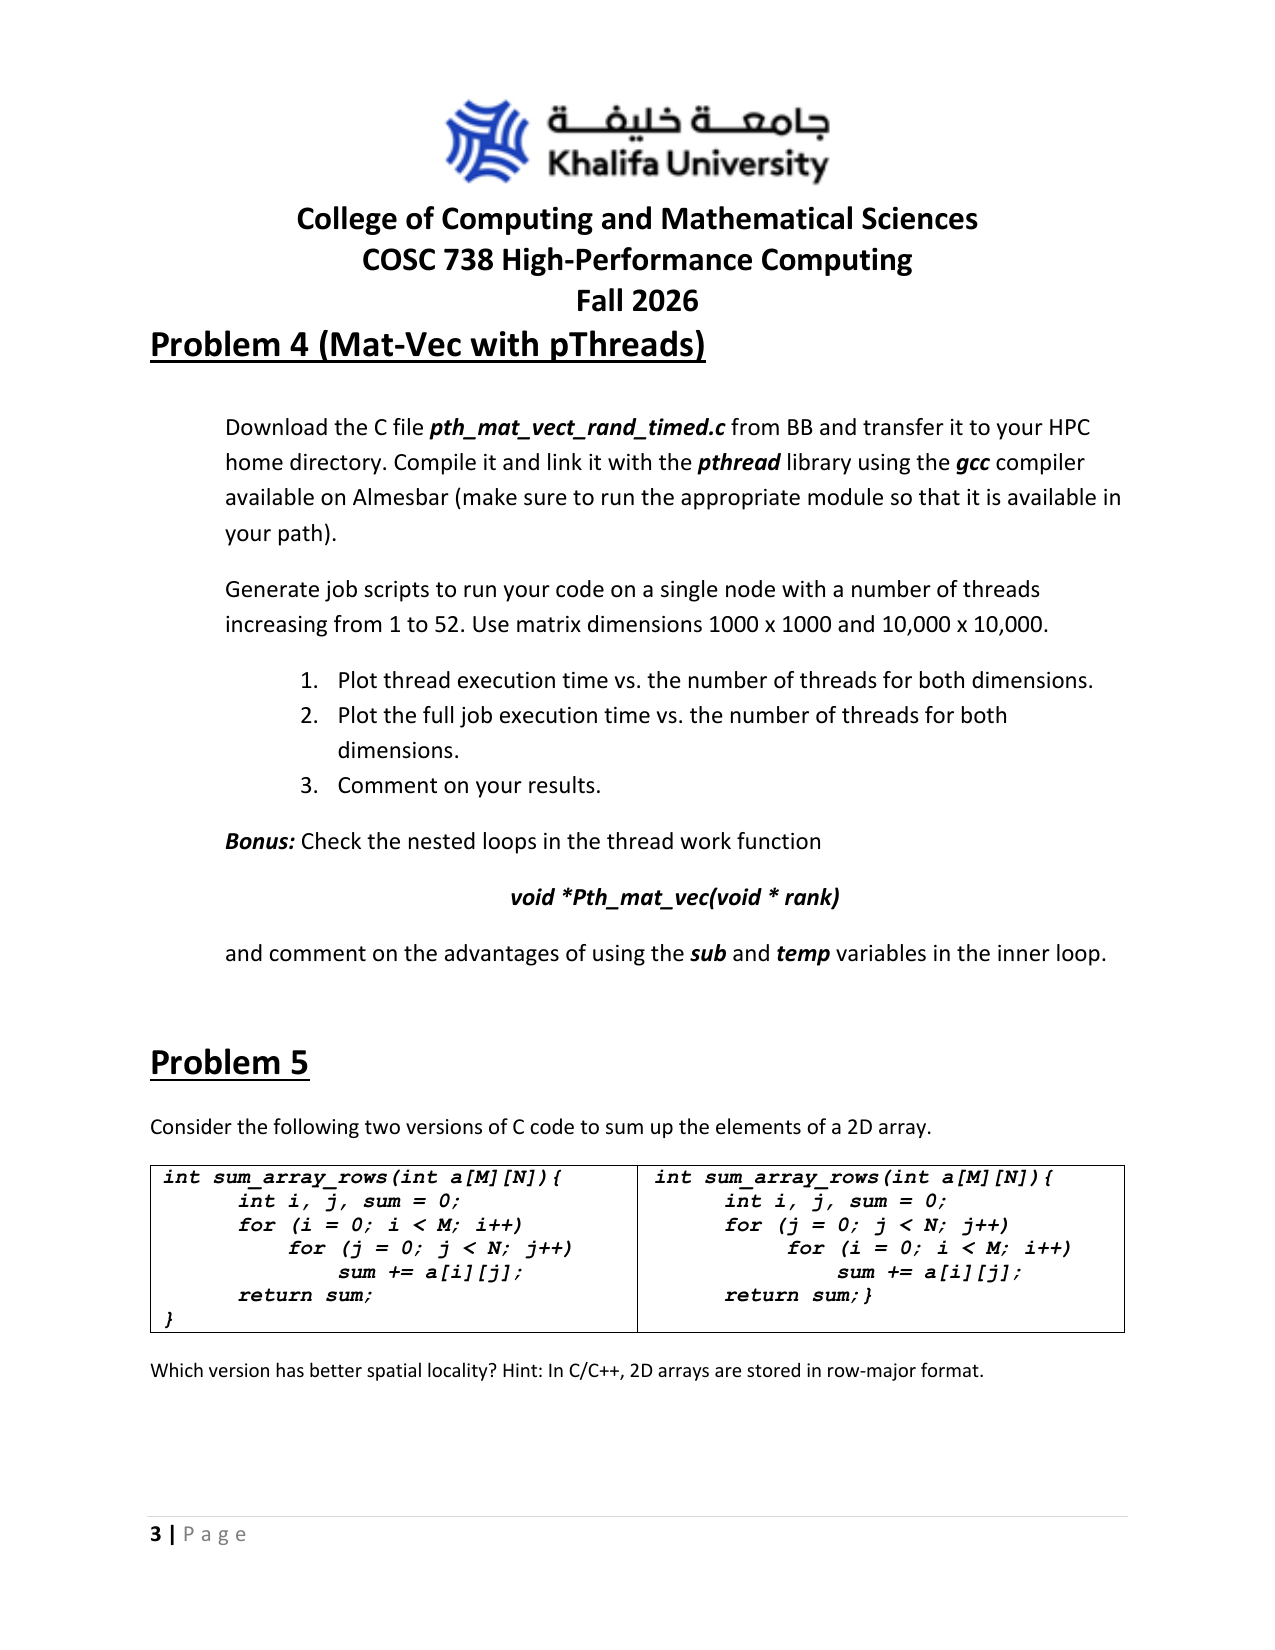 جامعة خليفة
Khalifa University
College of Computing and Mathematical Sciences
COSC 738 High-Performance Computing
Fall 2026
Problem 4 (Mat-Vec with pThreads)
Download the C file pth_mat_vect_rand_timed.c from BB and transfer it to your HPC
home directory. Compile it and link it with the pthread library using the gcc compiler
available on Almesbar (make sure to run the appropriate module so that it is available in
your path).
Generate job scripts to run your code on a single node with a number of threads
increasing from 1 to 52. Use matrix dimensions 1000 x 1000 and 10,000 x 10,000.
1. Plot thread execution time vs. the number of threads for both dimensions.
2. Plot the full job execution time vs. the number of threads for both
dimensions.
3. Comment on your results.
Bonus: Check the nested loops in the thread work function
void *Pth_mat_vec(void * rank)
and comment on the advantages of using the sub and temp variables in the inner loop.
Problem 5
Consider the following two versions of C code to sum up the elements of a 2D array.
int sum_array_rows(int a[M][N]){
int i, j, sum = 0;
for (i = 0; i < M; i++)
for (j = 0; j < N; j++)
sum += a[i][j];
return sum;
}
int sum_array_rows(int a[M][N]){
int i, j, sum = 0;
for (j = 0; j < N; j++)
for (i = 0; i < M; i++)
sum += a[i][j];
return sum;}
Which version has better spatial locality? Hint: In C/C++, 2D arrays are stored in row-major format.
3 | P a g e